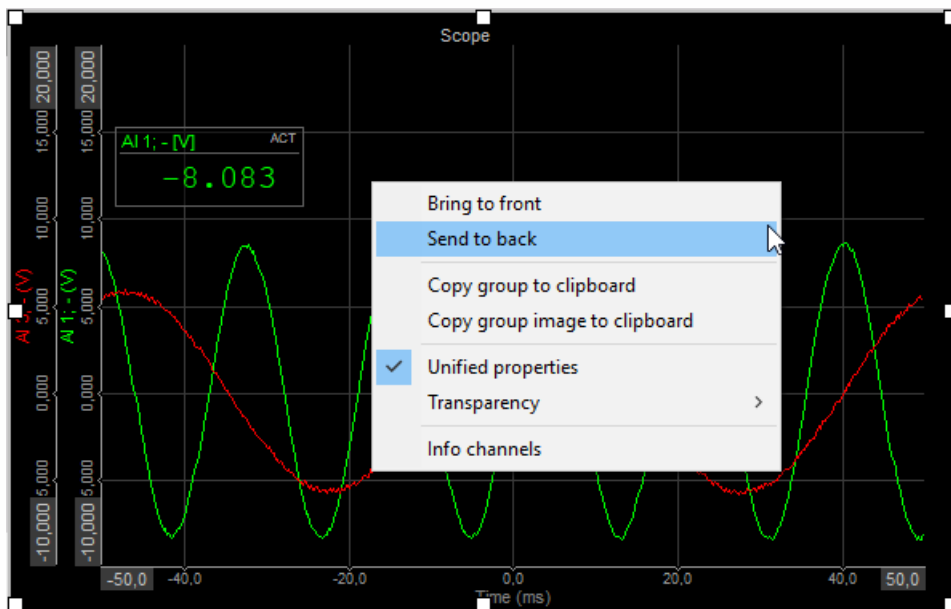 Scope
20,000
15,000
10,000
5,000
0,000
5,000
-10,000
AI 3; - (V)
20,000
15,000
10,000
5,000
0,000
5,000
-10,000
AI 1; - (V)
AI 1; - [V]
ACT
-8.083
Bring to front
Send to back
Copy group to clipboard
Copy group image to clipboard
Unified properties
Transparency
Info channels
-50,0
-40,0
-20,0
0,0
20,0
40,0
50,0
Time (ms)